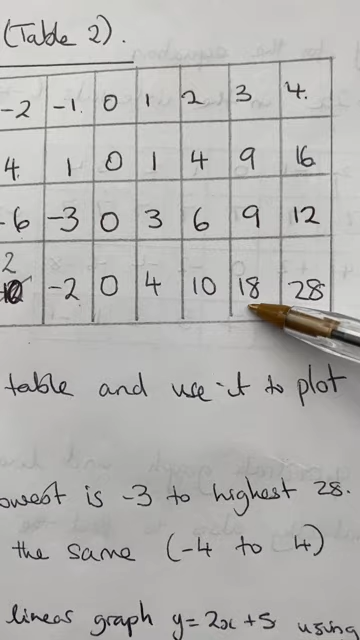 (Table 2).
-2 -1 0 1 2 3 4
4 1 0 1 4 9 16
-6 -3 0 3 6 9 12
2
-2 0 4 10 18 28
table and use it to plot
owest is -3 to highest 28.
the same (-4 to 4)
linear graph y=2x+5 using